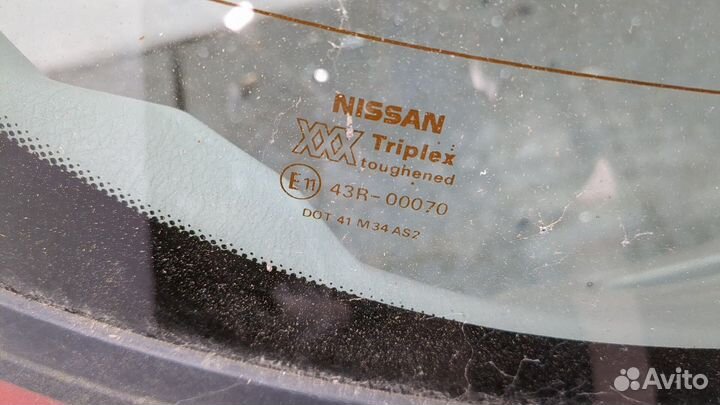 NISSAN
XXX Triplex
toughened
E11 43R-00070
DOT 41 M34 AS2
Avito